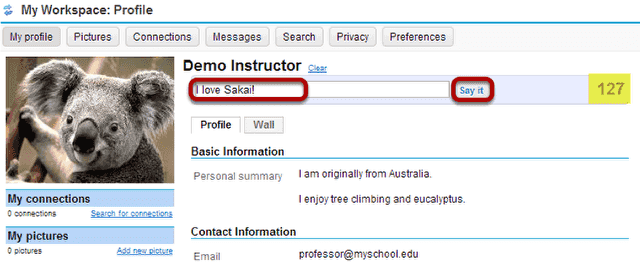 My Workspace: Profile
My profile Pictures Connections Messages Search Privacy Preferences
Demo Instructor Clear
I love Sakai! Say it 127
Profile Wall
Basic Information
Personal summary I am originally from Australia.
I enjoy tree climbing and eucalyptus.
My connections
0 connections Search for connections
My pictures
0 pictures Add new picture
Contact Information
Email professor@myschool.edu